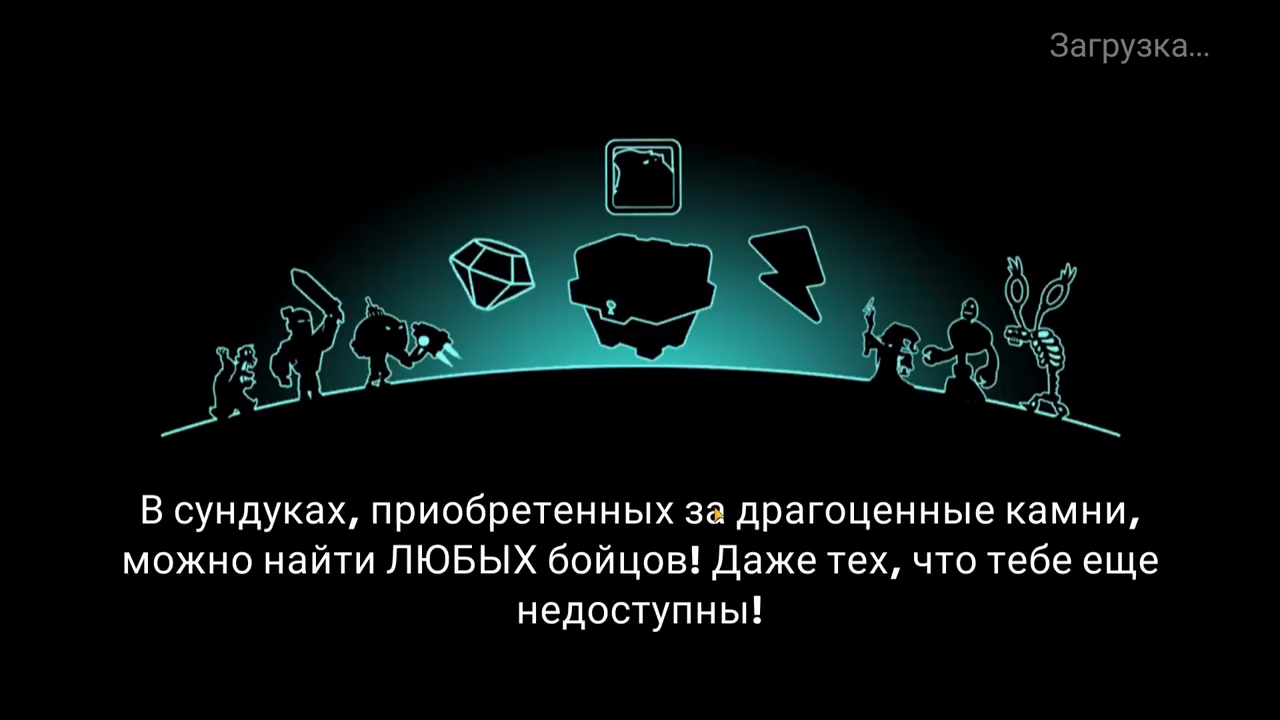 Загрузка...
В сундуках, приобретенных за драгоценные камни,
можно найти ЛЮБЫХ бойцов! Даже тех, что тебе еще
недоступны!